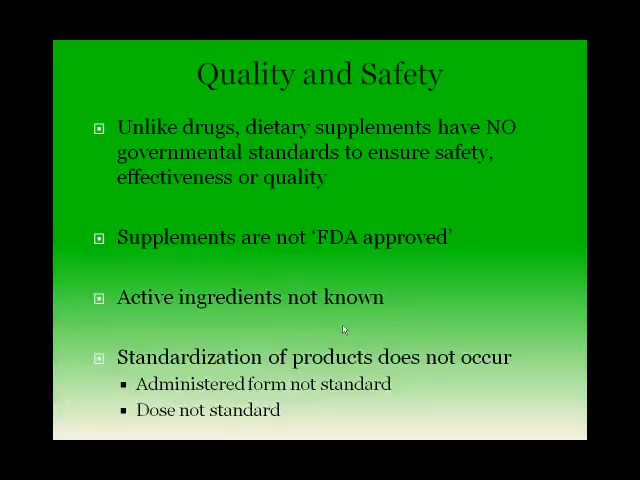 Quality and Safety
Unlike drugs, dietary supplements have NO
governmental standards to ensure safety,
effectiveness or quality
Supplements are not ‘FDA approved’
Active ingredients not known
Standardization of products does not occur
Administered form not standard
Dose not standard